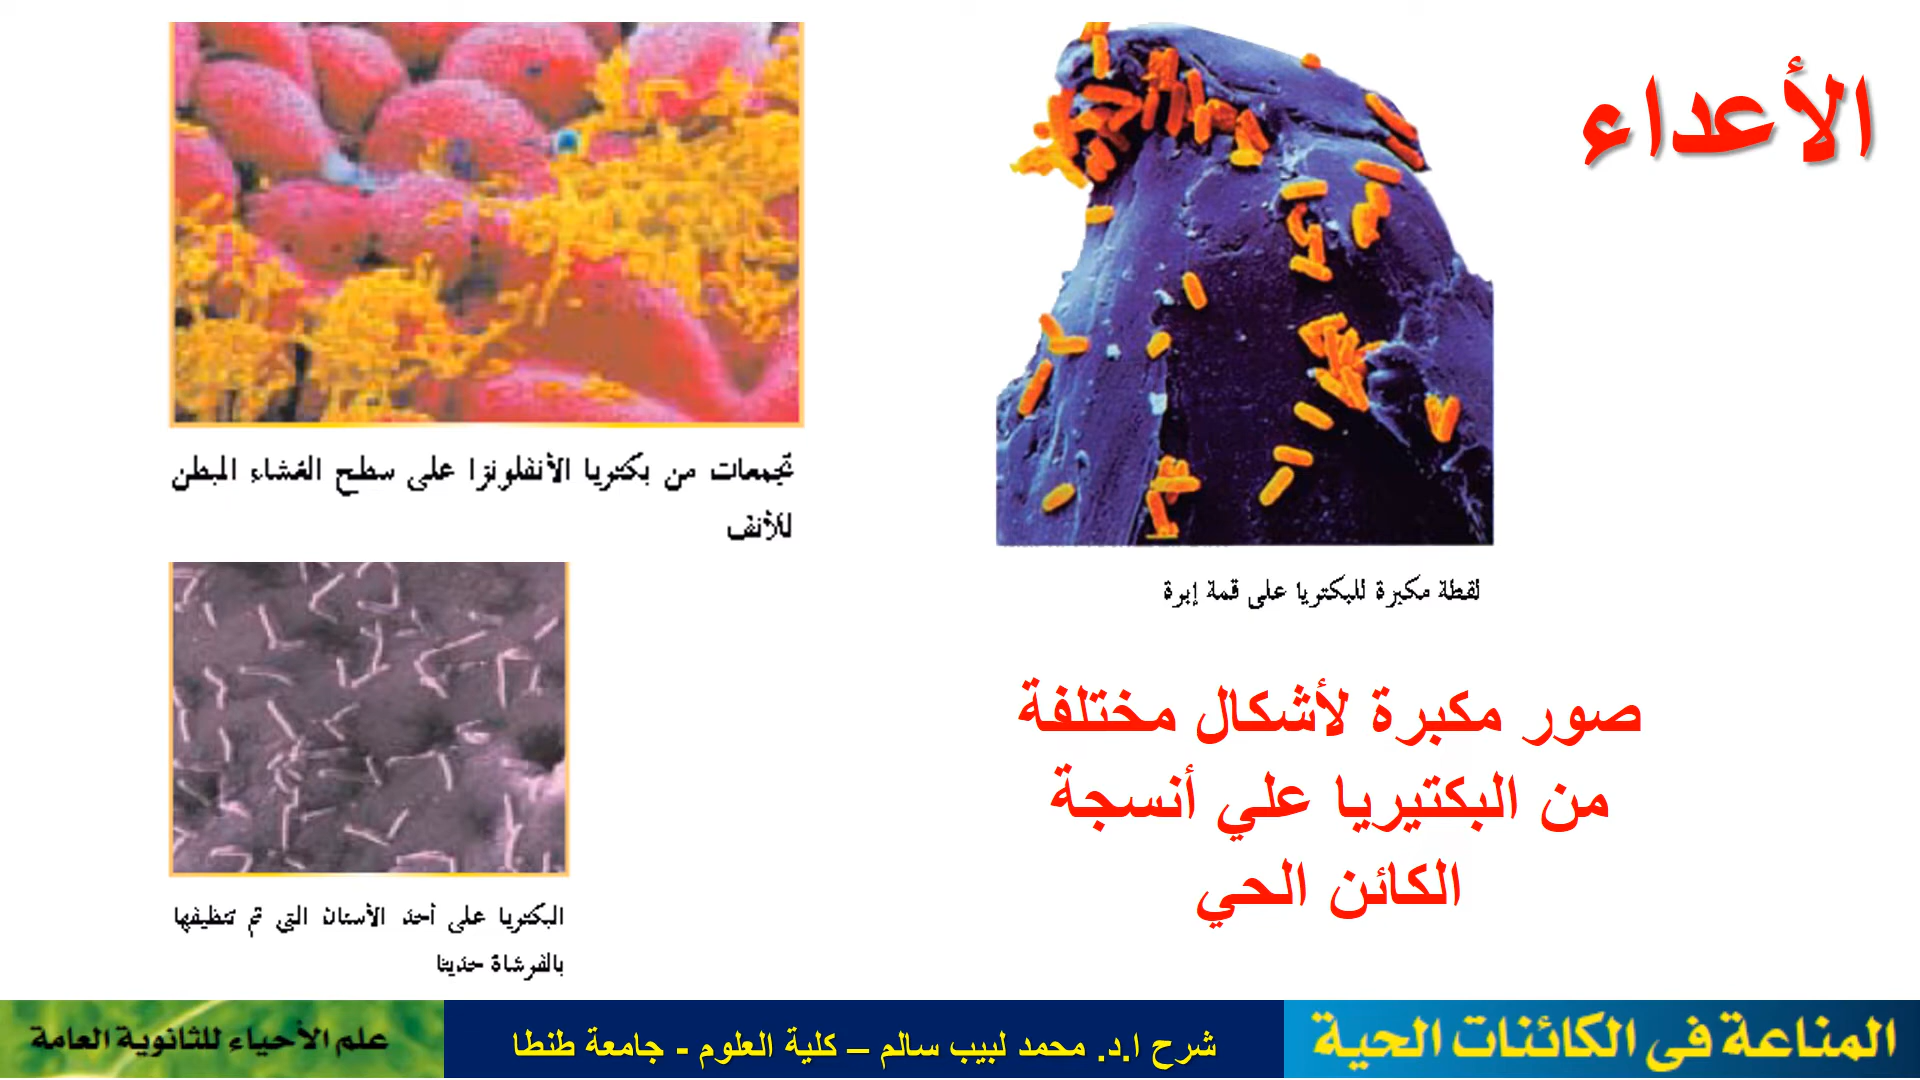 الأعداء
لقطة مكبرة للبكتريا على قمة إبرة
تجمعات من بكتريا الأنفلونزا على سطح الغشاء المبطن
للأنف
صور مكبرة لأشكال مختلفة
من البكتيريا علي أنسجة
الكائن الحي
البكتريا على أحد الأسنان التي تم تنظيفها
بالفرشاة حديثا
المناعة فى الكائنات الحية
شرح ا.د. محمد لبيب سالم – كلية العلوم - جامعة طنطا
علم الأحياء للثانوية العامة